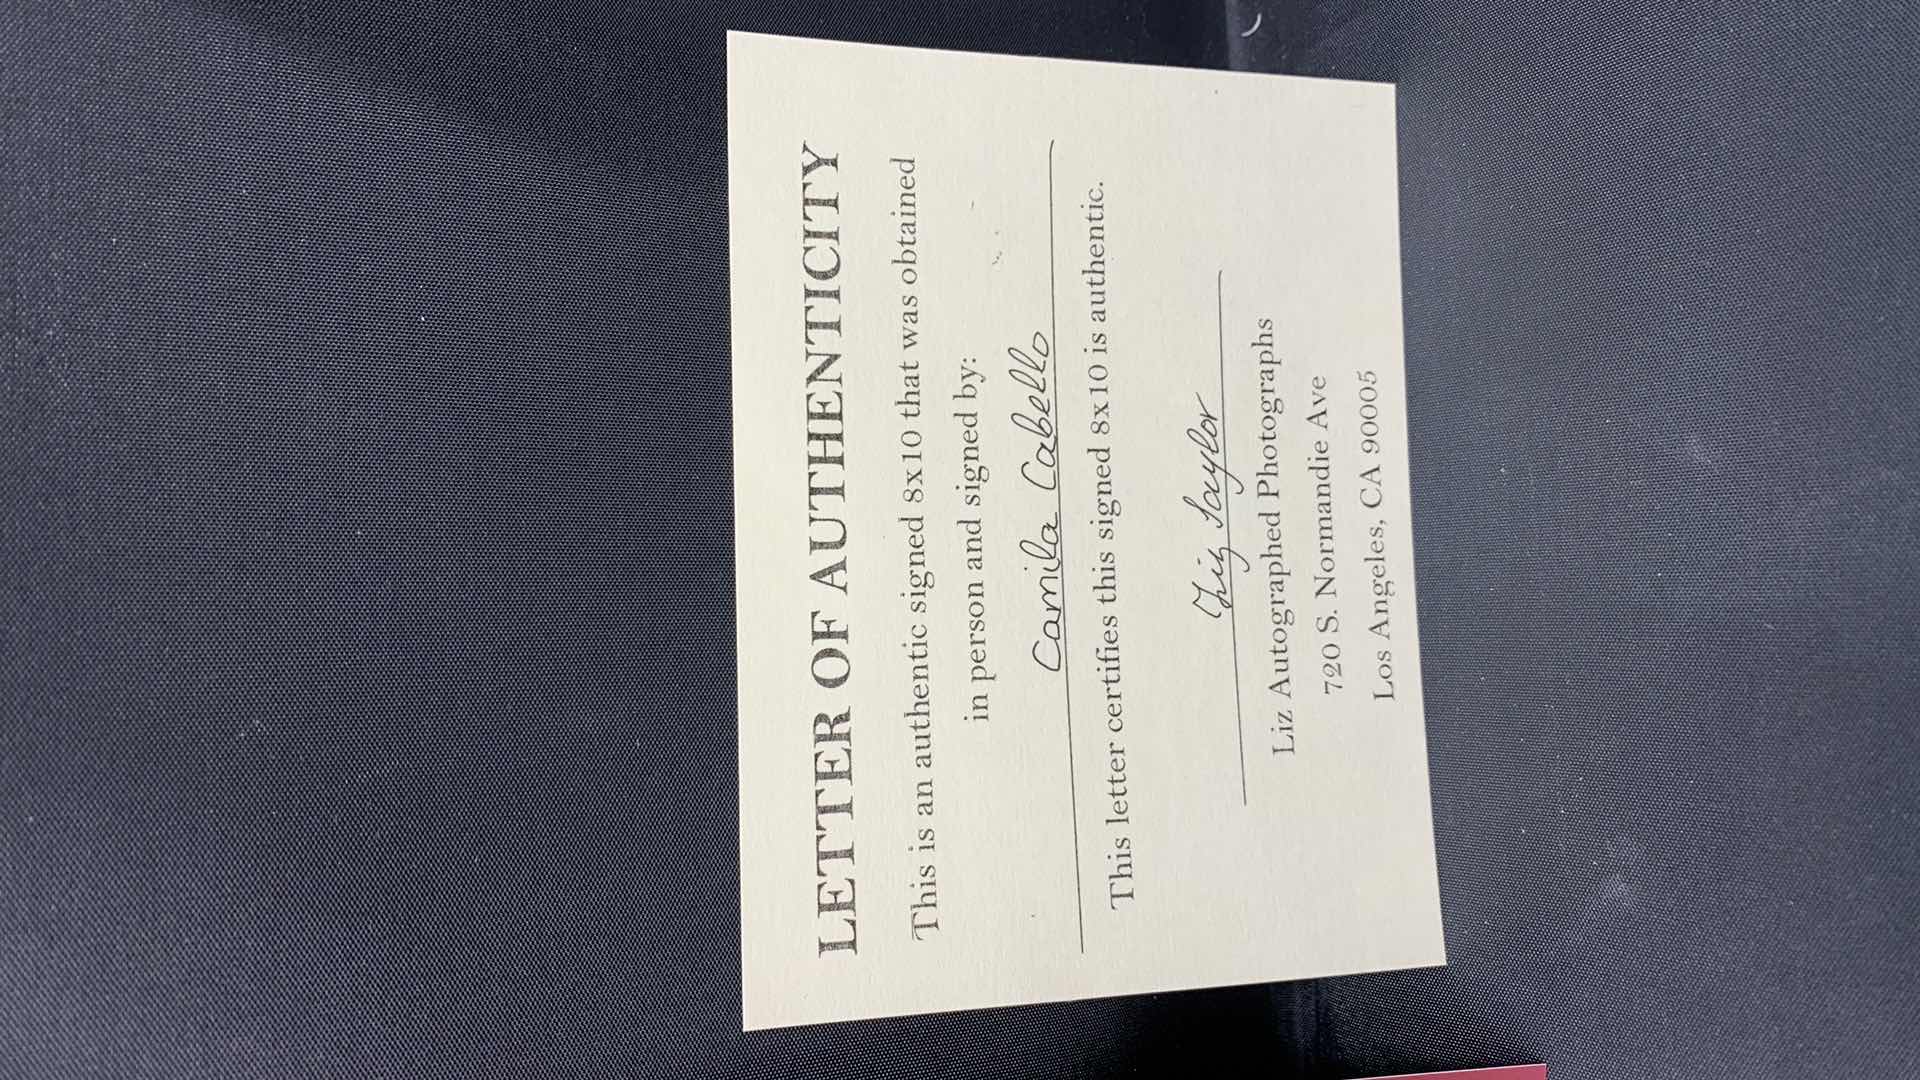 LETTER OF AUTHENTICITY
This is an authentic signed 8x10 that was obtained
in person and signed by:
Camila Cabello
This letter certifies this signed 8x10 is authentic.
Liz Taylor
Liz Autographed Photographs
720 S. Normandie Ave
Los Angeles, CA 90005